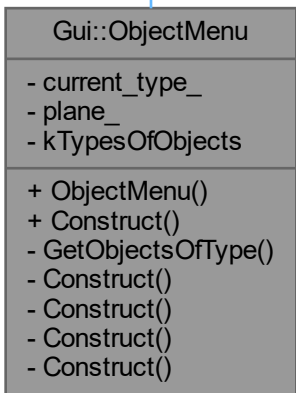 Gui::ObjectMenu
- current_type_
- plane_
- kTypesOfObjects
+ ObjectMenu()
+ Construct()
- GetObjectsOfType()
- Construct()
- Construct()
- Construct()
- Construct()